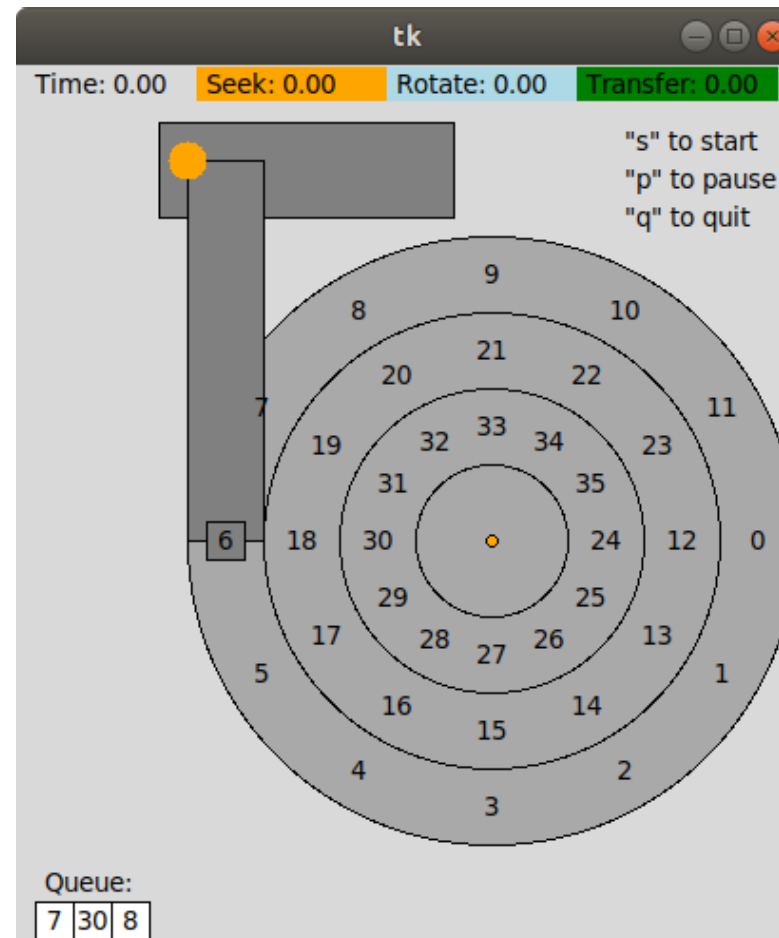 tk
Time: 0.00 Seek: 0.00 Rotate: 0.00 Transfer: 0.00
"s" to start
"p" to pause
"q" to quit
9
8 10
21
20 22
7 11
33
32 34
19 23
31 35
6 18 30 24 12 0
29 25
17 13
28 26
27
5 1
16 14
15
4 2
3
Queue:
7 30 8